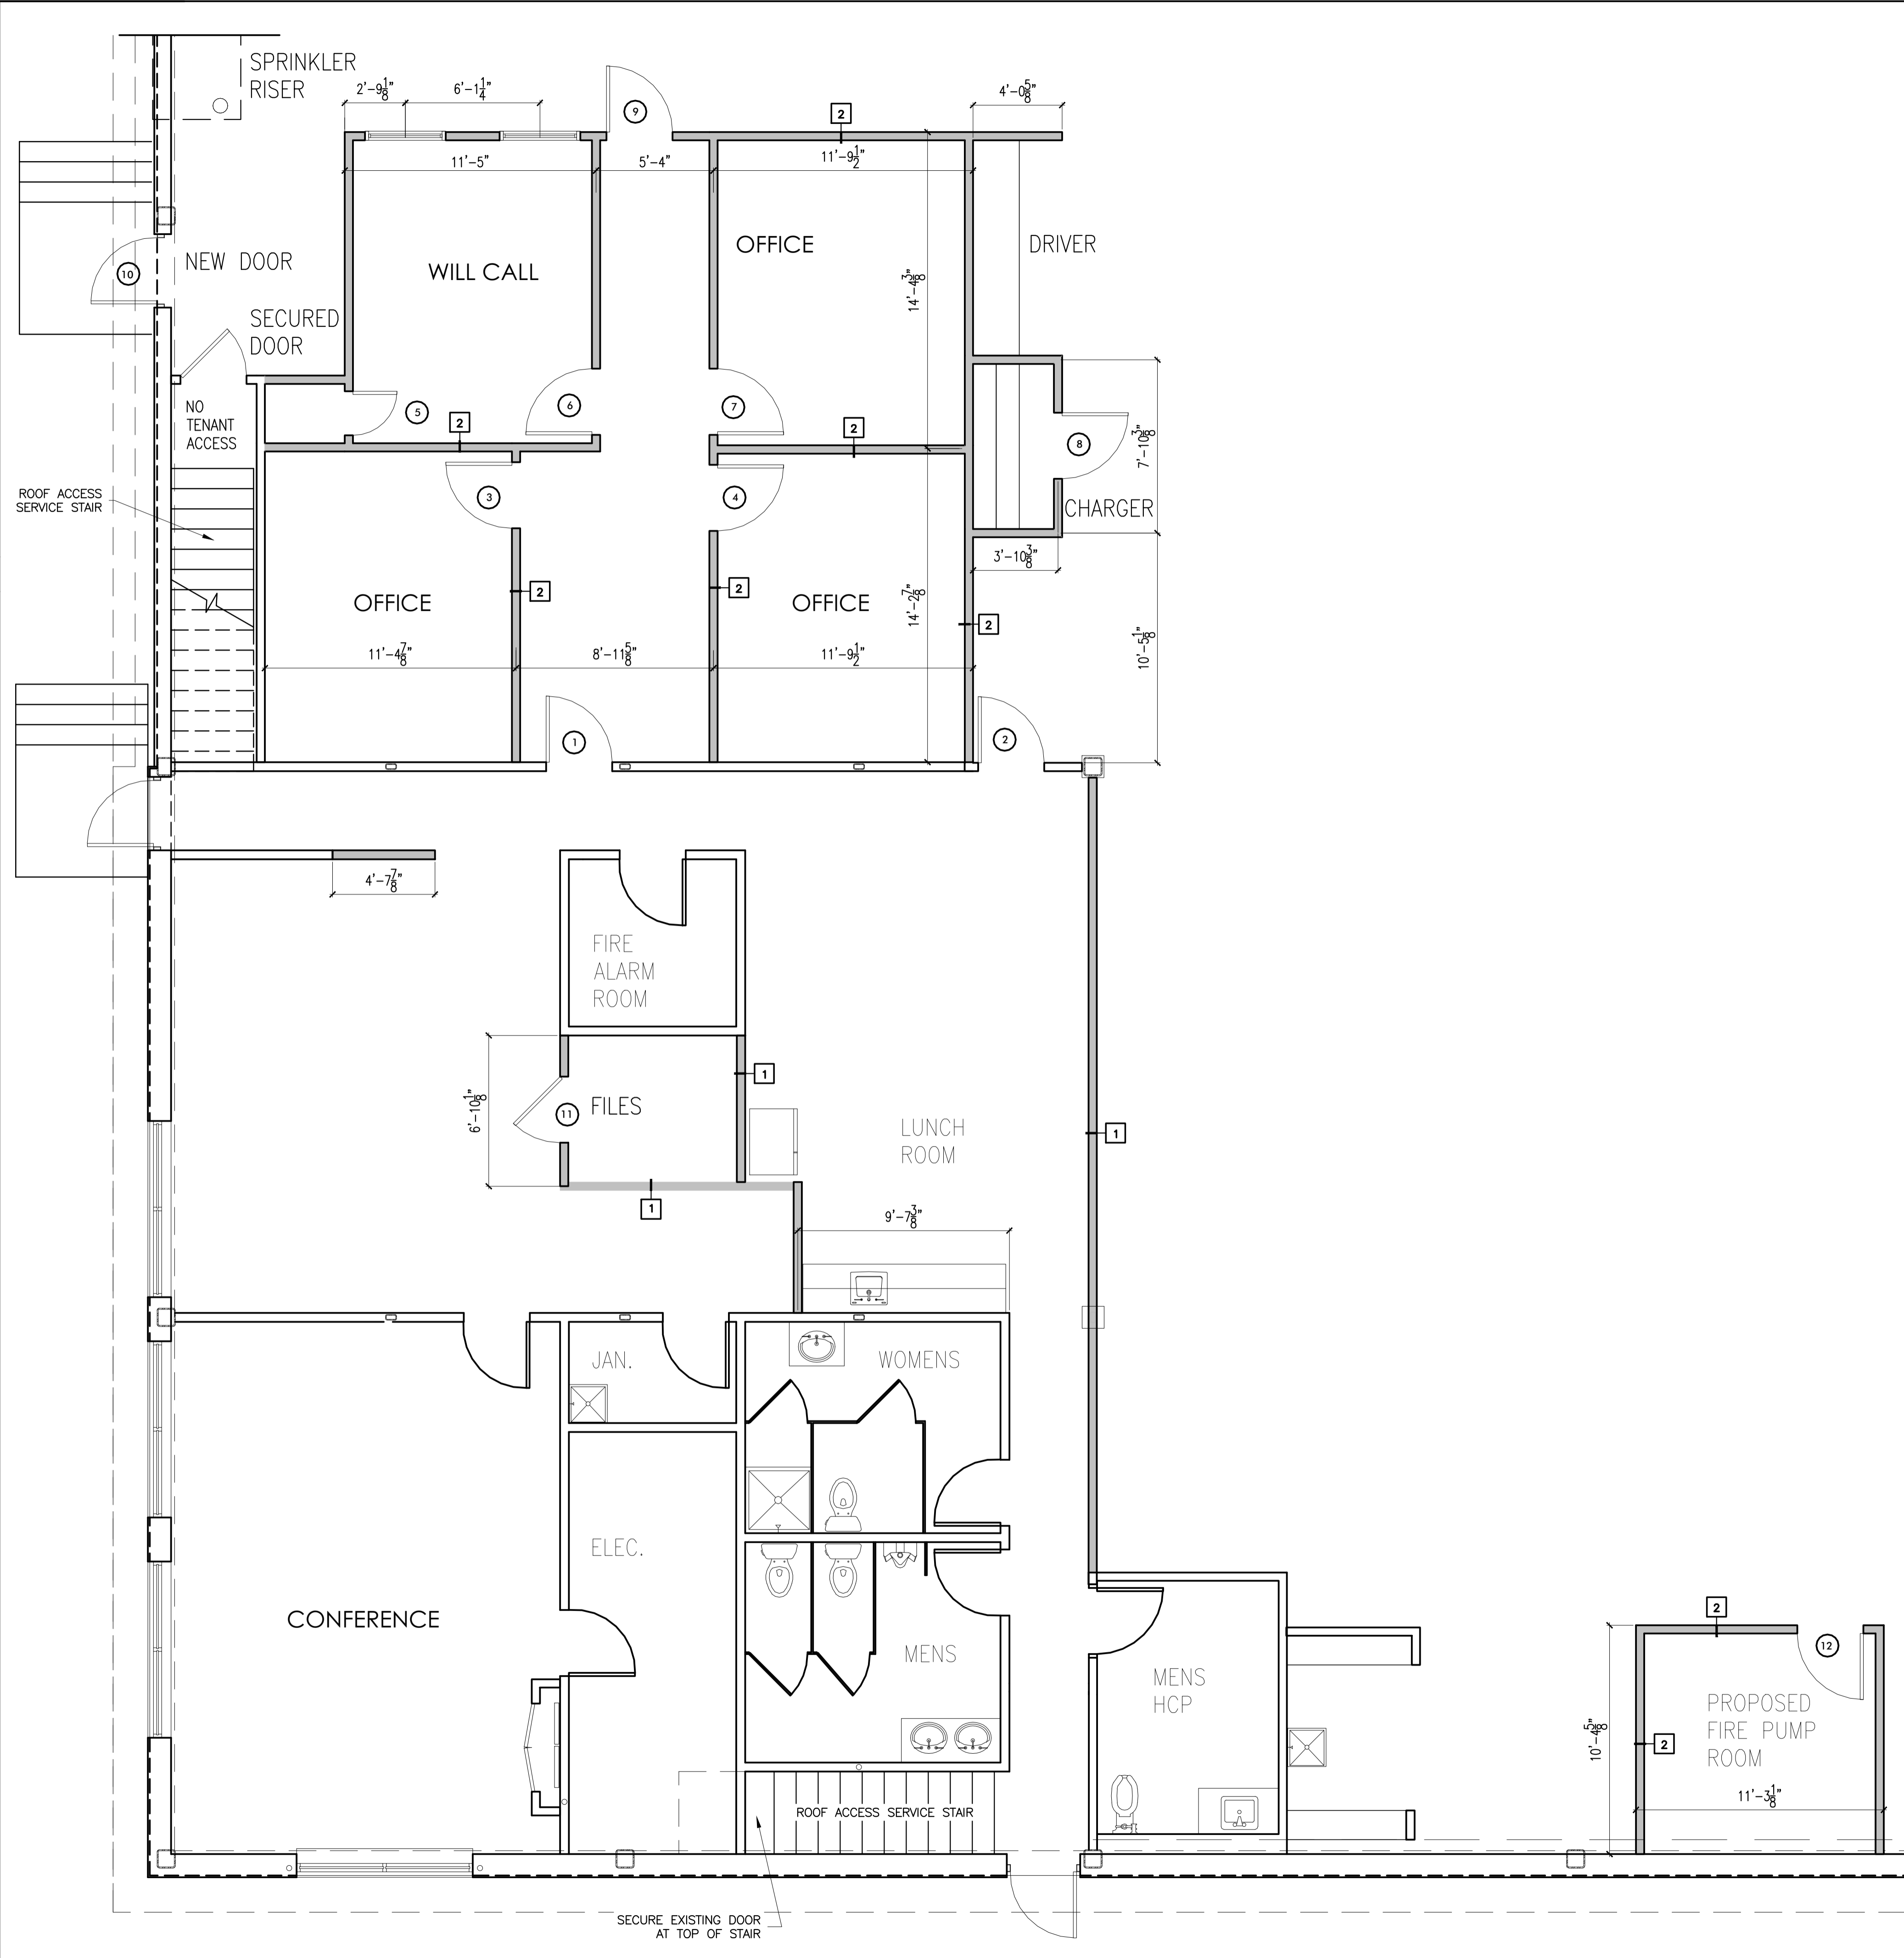 SPRINKLER
RISER
2'-9 1/8"
6'-1 1/4"
9
2
4'-0 5/8"
11'-5"
5'-4"
11'-9 1/2"
OFFICE
DRIVER
NEW DOOR
10
WILL CALL
14'-4 3/8"
SECURED
DOOR
NO
TENANT
ACCESS
5
2
6
7
2
8
7'-10 3/8"
ROOF ACCESS
SERVICE STAIR
3
4
CHARGER
3'-10 3/8"
OFFICE
2
2
OFFICE
14'-2 7/8"
2
10'-5 1/8"
11'-4 7/8"
8'-11 5/8"
11'-9 1/2"
1
2
4'-7 7/8"
FIRE
ALARM
ROOM
1
6'-10 1/8"
11
FILES
LUNCH
ROOM
1
1
9'-7 3/8"
JAN.
WOMENS
ELEC.
CONFERENCE
MENS
MENS
HCP
2
12
10'-4 5/8"
2
PROPOSED
FIRE PUMP
ROOM
11'-3 1/8"
ROOF ACCESS SERVICE STAIR
SECURE EXISTING DOOR
AT TOP OF STAIR